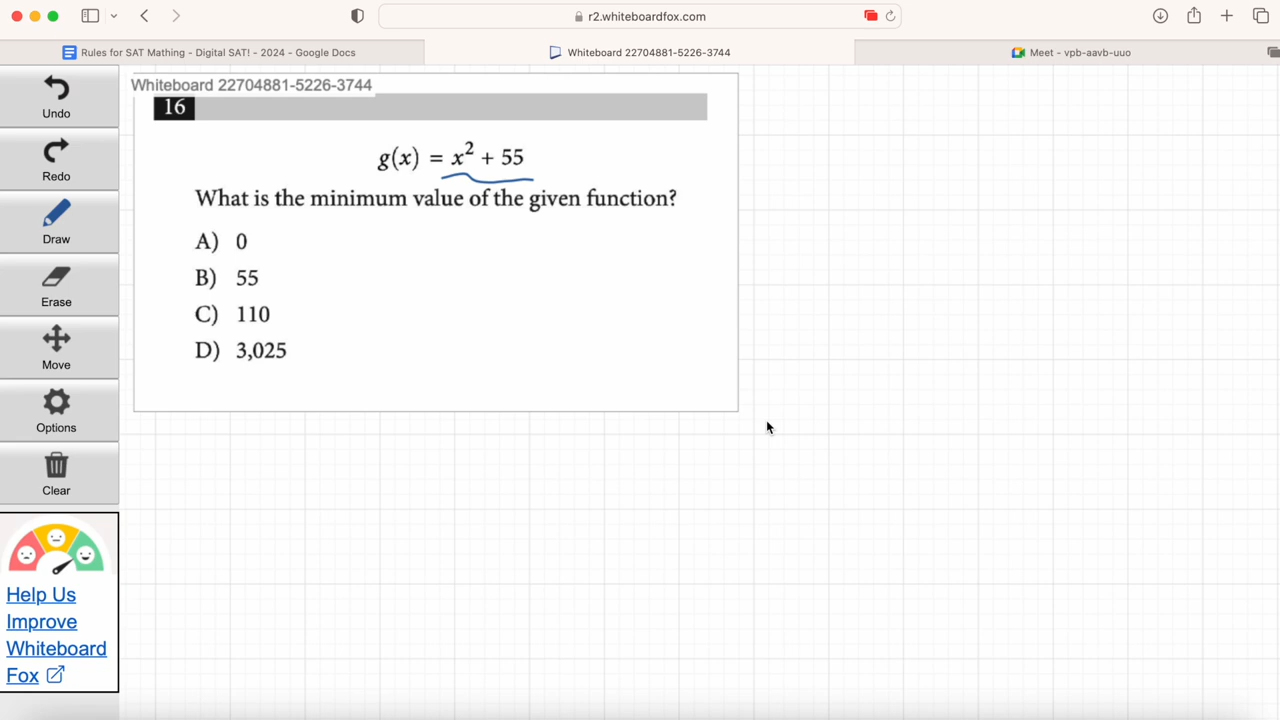 r2.whiteboardfox.com
Rules for SAT Mathing - Digital SAT! - 2024 - Google Docs
Whiteboard 22704881-5226-3744
Meet - vpb-aavb-uuo
Undo
Redo
Draw
Erase
Move
Options
Clear
Help Us
Improve
Whiteboard
Fox
Whiteboard 22704881-5226-3744
16
g(x) = x² + 55
What is the minimum value of the given function?
A) 0
B) 55
C) 110
D) 3,025